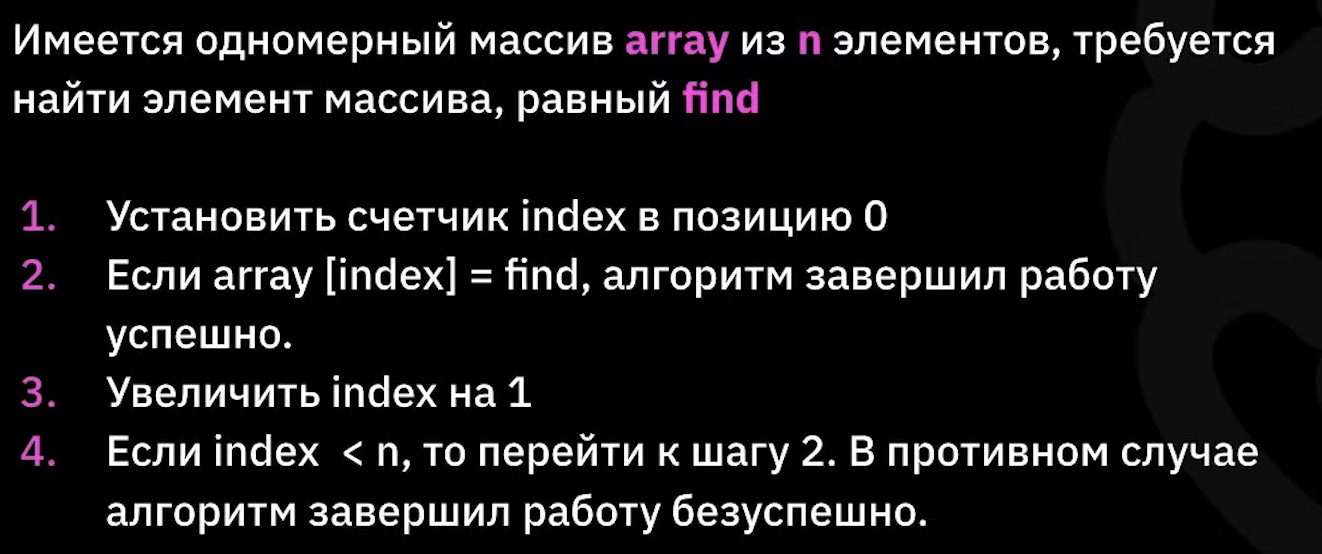 Имеется одномерный массив array из n элементов, требуется
найти элемент массива, равный find
1. Установить счетчик index в позицию 0
2. Если array [index] = find, алгоритм завершил работу
успешно.
3. Увеличить index на 1
4. Если index < n, то перейти к шагу 2. В противном случае
алгоритм завершил работу безуспешно.